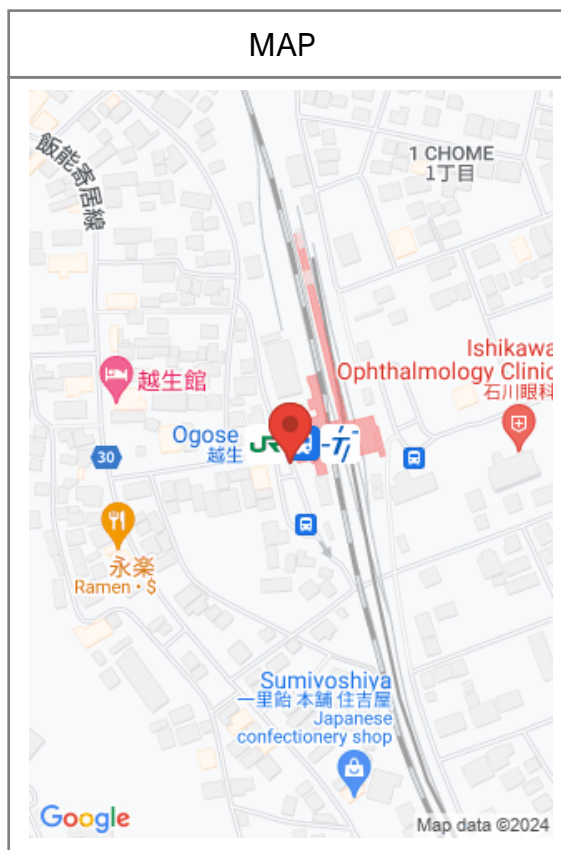 MAP
飯能寄居線
1 CHOME
1丁目
Ishikawa
Ophthalmology Clinic
石川眼科
越生館
Ogose
越生
JR
30
永楽
Ramen・$
Sumiyoshiya
一里飴 本舗 住吉屋
Japanese
confectionery shop
Google
Map data ©2024